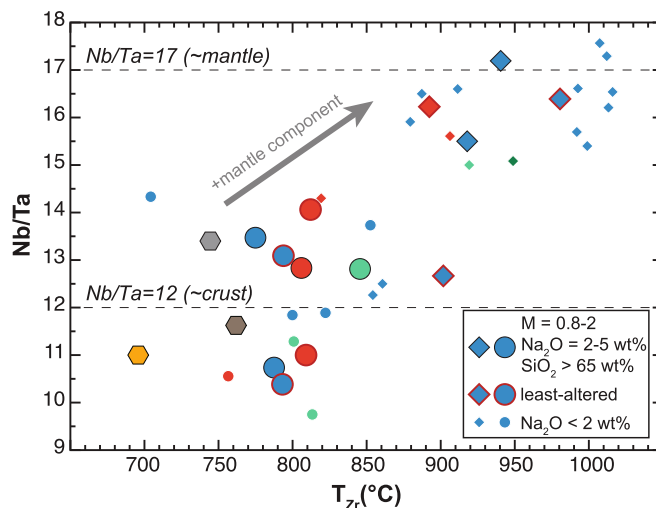 18
17
16
15
14
13
12
11
10
9
Nb/Ta
Nb/Ta=17 (~mantle)
+mantle component
Nb/Ta=12 (~crust)
M = 0.8-2
Na₂O = 2-5 wt%
SiO₂ > 65 wt%
least-altered
Na₂O < 2 wt%
700 750 800 850 900 950 1000
T_Zr(°C)